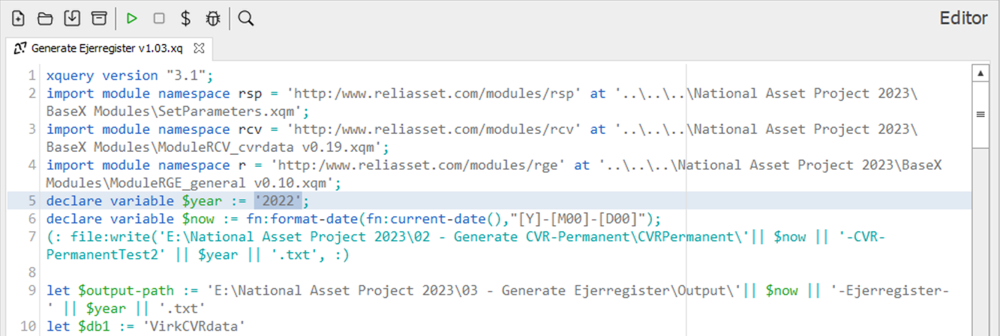 $
Editor
Generate Ejerregister v1.03.xq
1 xquery version "3.1";
2 import module namespace rsp = 'http:/www.reliasset.com/modules/rsp' at '..\..\..\National Asset Project 2023\
BaseX Modules\SetParameters.xqm';
3 import module namespace rcv = 'http:/www.reliasset.com/modules/rcv' at '..\..\..\National Asset Project 2023\
BaseX Modules\ModuleRCV_cvrdata v0.19.xqm';
4 import module namespace r = 'http:/www.reliasset.com/modules/rge' at '..\..\..\National Asset Project 2023\BaseX
Modules\ModuleRGE_general v0.10.xqm';
5 declare variable $year := '2022';
6 declare variable $now := fn:format-date(fn:current-date(),"[Y]-[M00]-[D00]");
7 (: file:write('E:\National Asset Project 2023\02 - Generate CVR-Permanent\CVRPermanent\'|| $now || '-CVR-
PermanentTest2' || $year || '.txt', :)
8
9 let $output-path := 'E:\National Asset Project 2023\03 - Generate Ejerregister\Output\'|| $now || '-Ejerregister-
' || $year || '.txt'
10 let $db1 := 'VirkCVRdata'